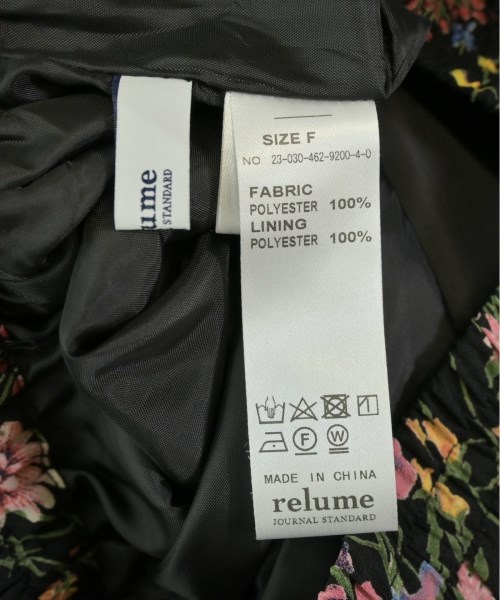 SIZE F
NO. 23-030-462-9200-4-0
FABRIC
POLYESTER 100%
LINING
POLYESTER 100%
F W
MADE IN CHINA
relume
JOURNAL STANDARD
lume
STANDARD